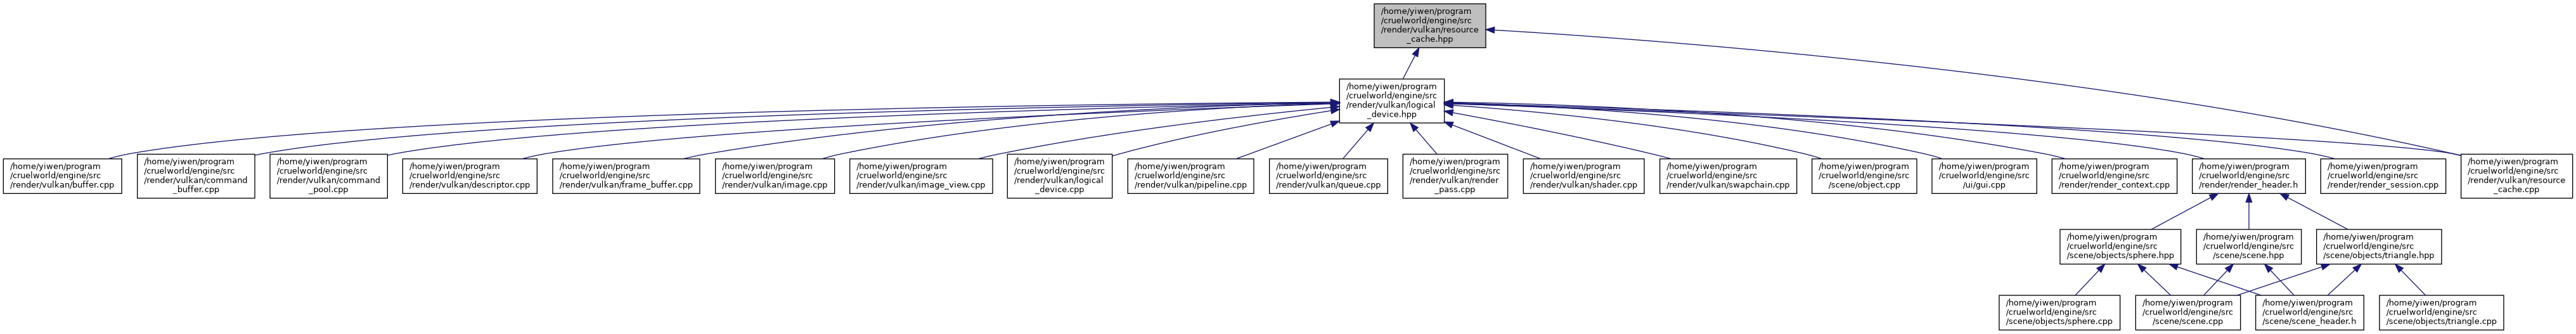 /home/yiwen/program
/cruelworld/engine/src
/render/vulkan/resource
_cache.hpp
/home/yiwen/program
/cruelworld/engine/src
/render/vulkan/logical
_device.hpp
/home/yiwen/program
/cruelworld/engine/src
/render/vulkan/buffer.cpp
/home/yiwen/program
/cruelworld/engine/src
/render/vulkan/command
_buffer.cpp
/home/yiwen/program
/cruelworld/engine/src
/render/vulkan/command
_pool.cpp
/home/yiwen/program
/cruelworld/engine/src
/render/vulkan/descriptor.cpp
/home/yiwen/program
/cruelworld/engine/src
/render/vulkan/frame_buffer.cpp
/home/yiwen/program
/cruelworld/engine/src
/render/vulkan/image.cpp
/home/yiwen/program
/cruelworld/engine/src
/render/vulkan/image_view.cpp
/home/yiwen/program
/cruelworld/engine/src
/render/vulkan/logical
_device.cpp
/home/yiwen/program
/cruelworld/engine/src
/render/vulkan/pipeline.cpp
/home/yiwen/program
/cruelworld/engine/src
/render/vulkan/queue.cpp
/home/yiwen/program
/cruelworld/engine/src
/render/vulkan/render
_pass.cpp
/home/yiwen/program
/cruelworld/engine/src
/render/vulkan/shader.cpp
/home/yiwen/program
/cruelworld/engine/src
/render/vulkan/swapchain.cpp
/home/yiwen/program
/cruelworld/engine/src
/scene/object.cpp
/home/yiwen/program
/cruelworld/engine/src
/ui/gui.cpp
/home/yiwen/program
/cruelworld/engine/src
/render/render_context.cpp
/home/yiwen/program
/cruelworld/engine/src
/render/render_header.h
/home/yiwen/program
/cruelworld/engine/src
/render/render_session.cpp
/home/yiwen/program
/cruelworld/engine/src
/render/vulkan/resource
_cache.cpp
/home/yiwen/program
/cruelworld/engine/src
/scene/objects/sphere.hpp
/home/yiwen/program
/cruelworld/engine/src
/scene/scene.hpp
/home/yiwen/program
/cruelworld/engine/src
/scene/objects/triangle.hpp
/home/yiwen/program
/cruelworld/engine/src
/scene/objects/sphere.cpp
/home/yiwen/program
/cruelworld/engine/src
/scene/scene.cpp
/home/yiwen/program
/cruelworld/engine/src
/scene/scene_header.h
/home/yiwen/program
/cruelworld/engine/src
/scene/objects/triangle.cpp